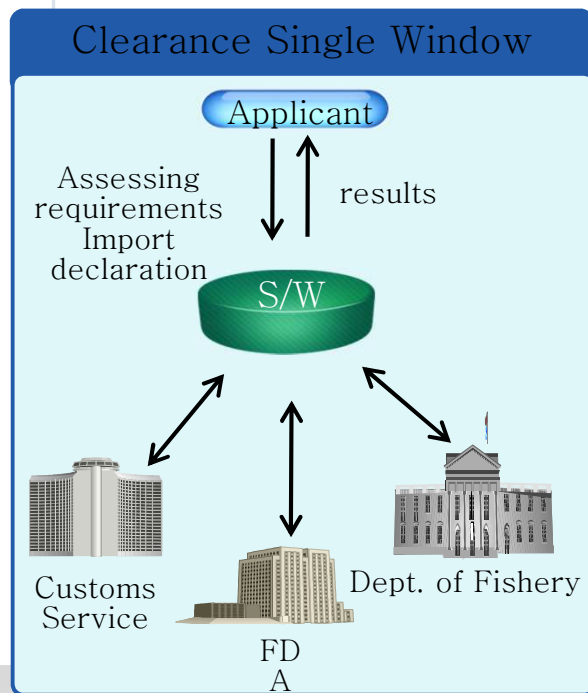 Clearance Single Window
Applicant
Assessing
requirements
Import
declaration
results
S/W
Customs
Service
FD
A
Dept. of Fishery